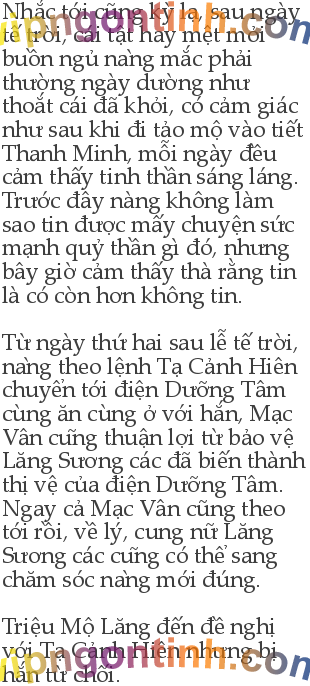 Nhắc tới cũng kỳ lạ, sau ngày
tế trời, cái tật hay mệt mỏi
buồn ngủ nàng mắc phải
thường ngày dường như
thoắt cái đã khỏi, có cảm giác
như sau khi đi tảo mộ vào tiết
Thanh Minh, mỗi ngày đều
cảm thấy tinh thần sáng láng.
Trước đây nàng không làm
sao tin được mấy chuyện sức
mạnh quỷ thần gì đó, nhưng
bây giờ cảm thấy thà rằng tin
là có còn hơn không tin.
Từ ngày thứ hai sau lễ tế trời,
nàng theo lệnh Tạ Cảnh Hiên
chuyển tới điện Dưỡng Tâm
cùng ăn cùng ở với hắn, Mạc
Vân cũng thuận lợi từ bảo vệ
Lăng Sương các đã biến thành
thị vệ của điện Dưỡng Tâm.
Ngay cả Mạc Vân cũng theo
tới rồi, về lý, cung nữ Lăng
Sương các cũng có thể sang
chăm sóc nàng mới đúng.
Triệu Mộ Lăng đến đề nghị
với Tạ Cảnh Hiên nhưng bị
hắn từ chối.
vipngontinh.com
vipngontinh.com